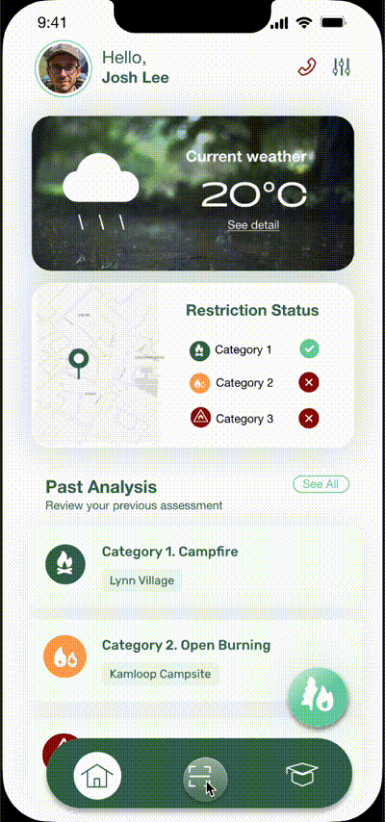 9:41
Hello,
Josh Lee
Current weather
20°C
See detail
Restriction Status
Category 1
Category 2
Category 3
Past Analysis
See All
Review your previous assessment
Category 1. Campfire
Lynn Village
Category 2. Open Burning
Kamloop Campsite